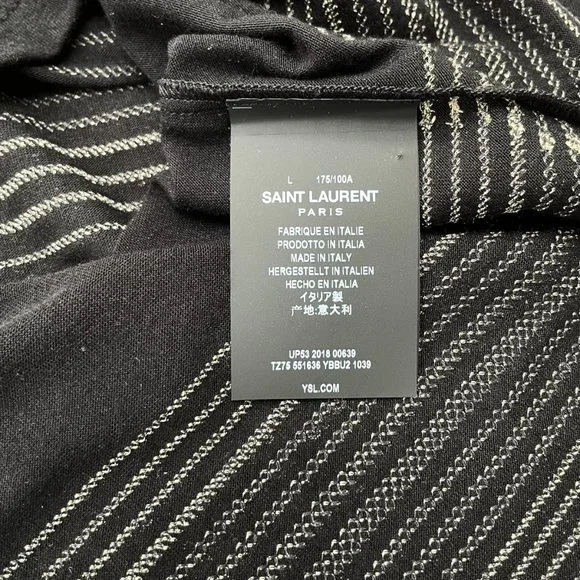 L 175/100A
SAINT LAURENT
PARIS
FABRIQUE EN ITALIE
PRODOTTO IN ITALIA
MADE IN ITALY
HERGESTELLT IN ITALIEN
HECHO EN ITALIA
イタリア製
产地:意大利
UP53 2018 00639
TZ75 551636 YBBU2 1039
YSL.COM